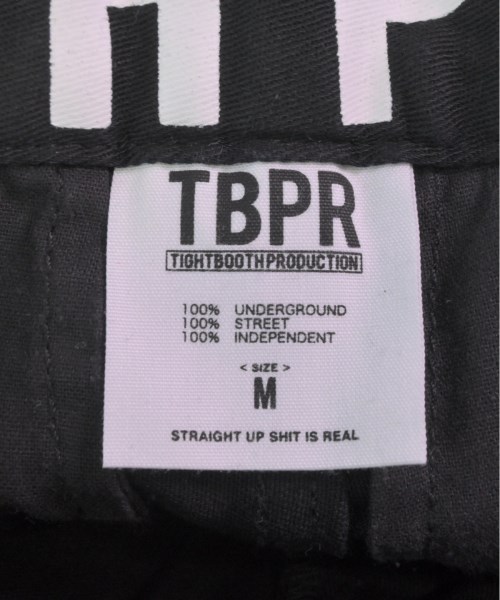 TBPR
TIGHTBOOTHPRODUCTION
100% UNDERGROUND
100% STREET
100% INDEPENDENT
< SIZE >
M
STRAIGHT UP SHIT IS REAL